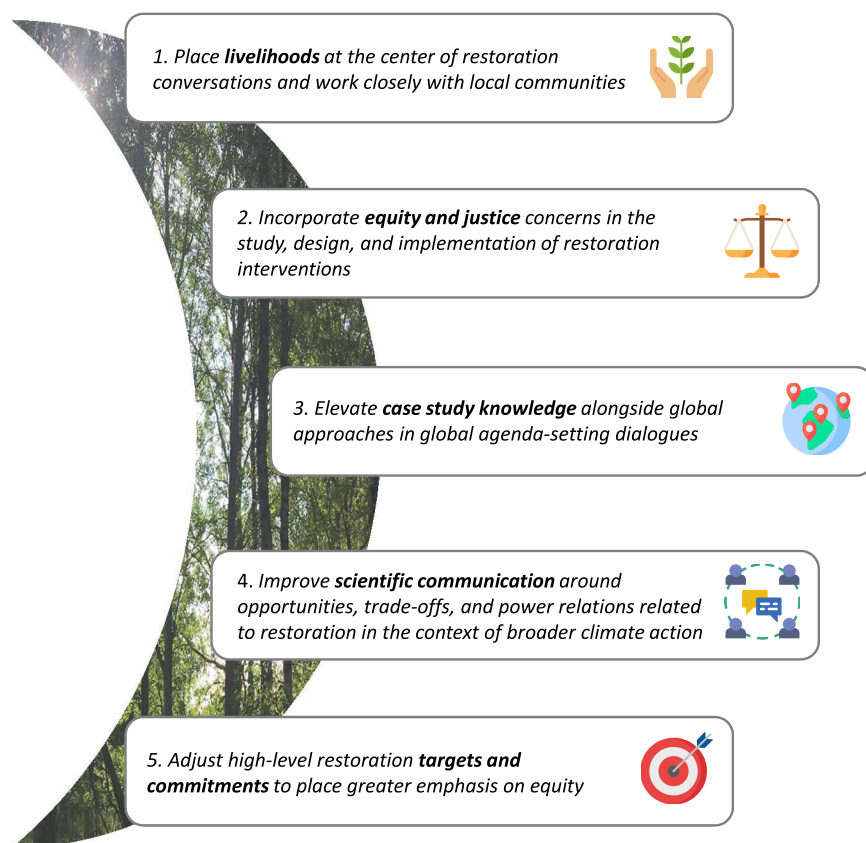 1. Place livelihoods at the center of restoration
conversations and work closely with local communities
2. Incorporate equity and justice concerns in the
study, design, and implementation of restoration
interventions
3. Elevate case study knowledge alongside global
approaches in global agenda-setting dialogues
4. Improve scientific communication around
opportunities, trade-offs, and power relations related
to restoration in the context of broader climate action
5. Adjust high-level restoration targets and
commitments to place greater emphasis on equity